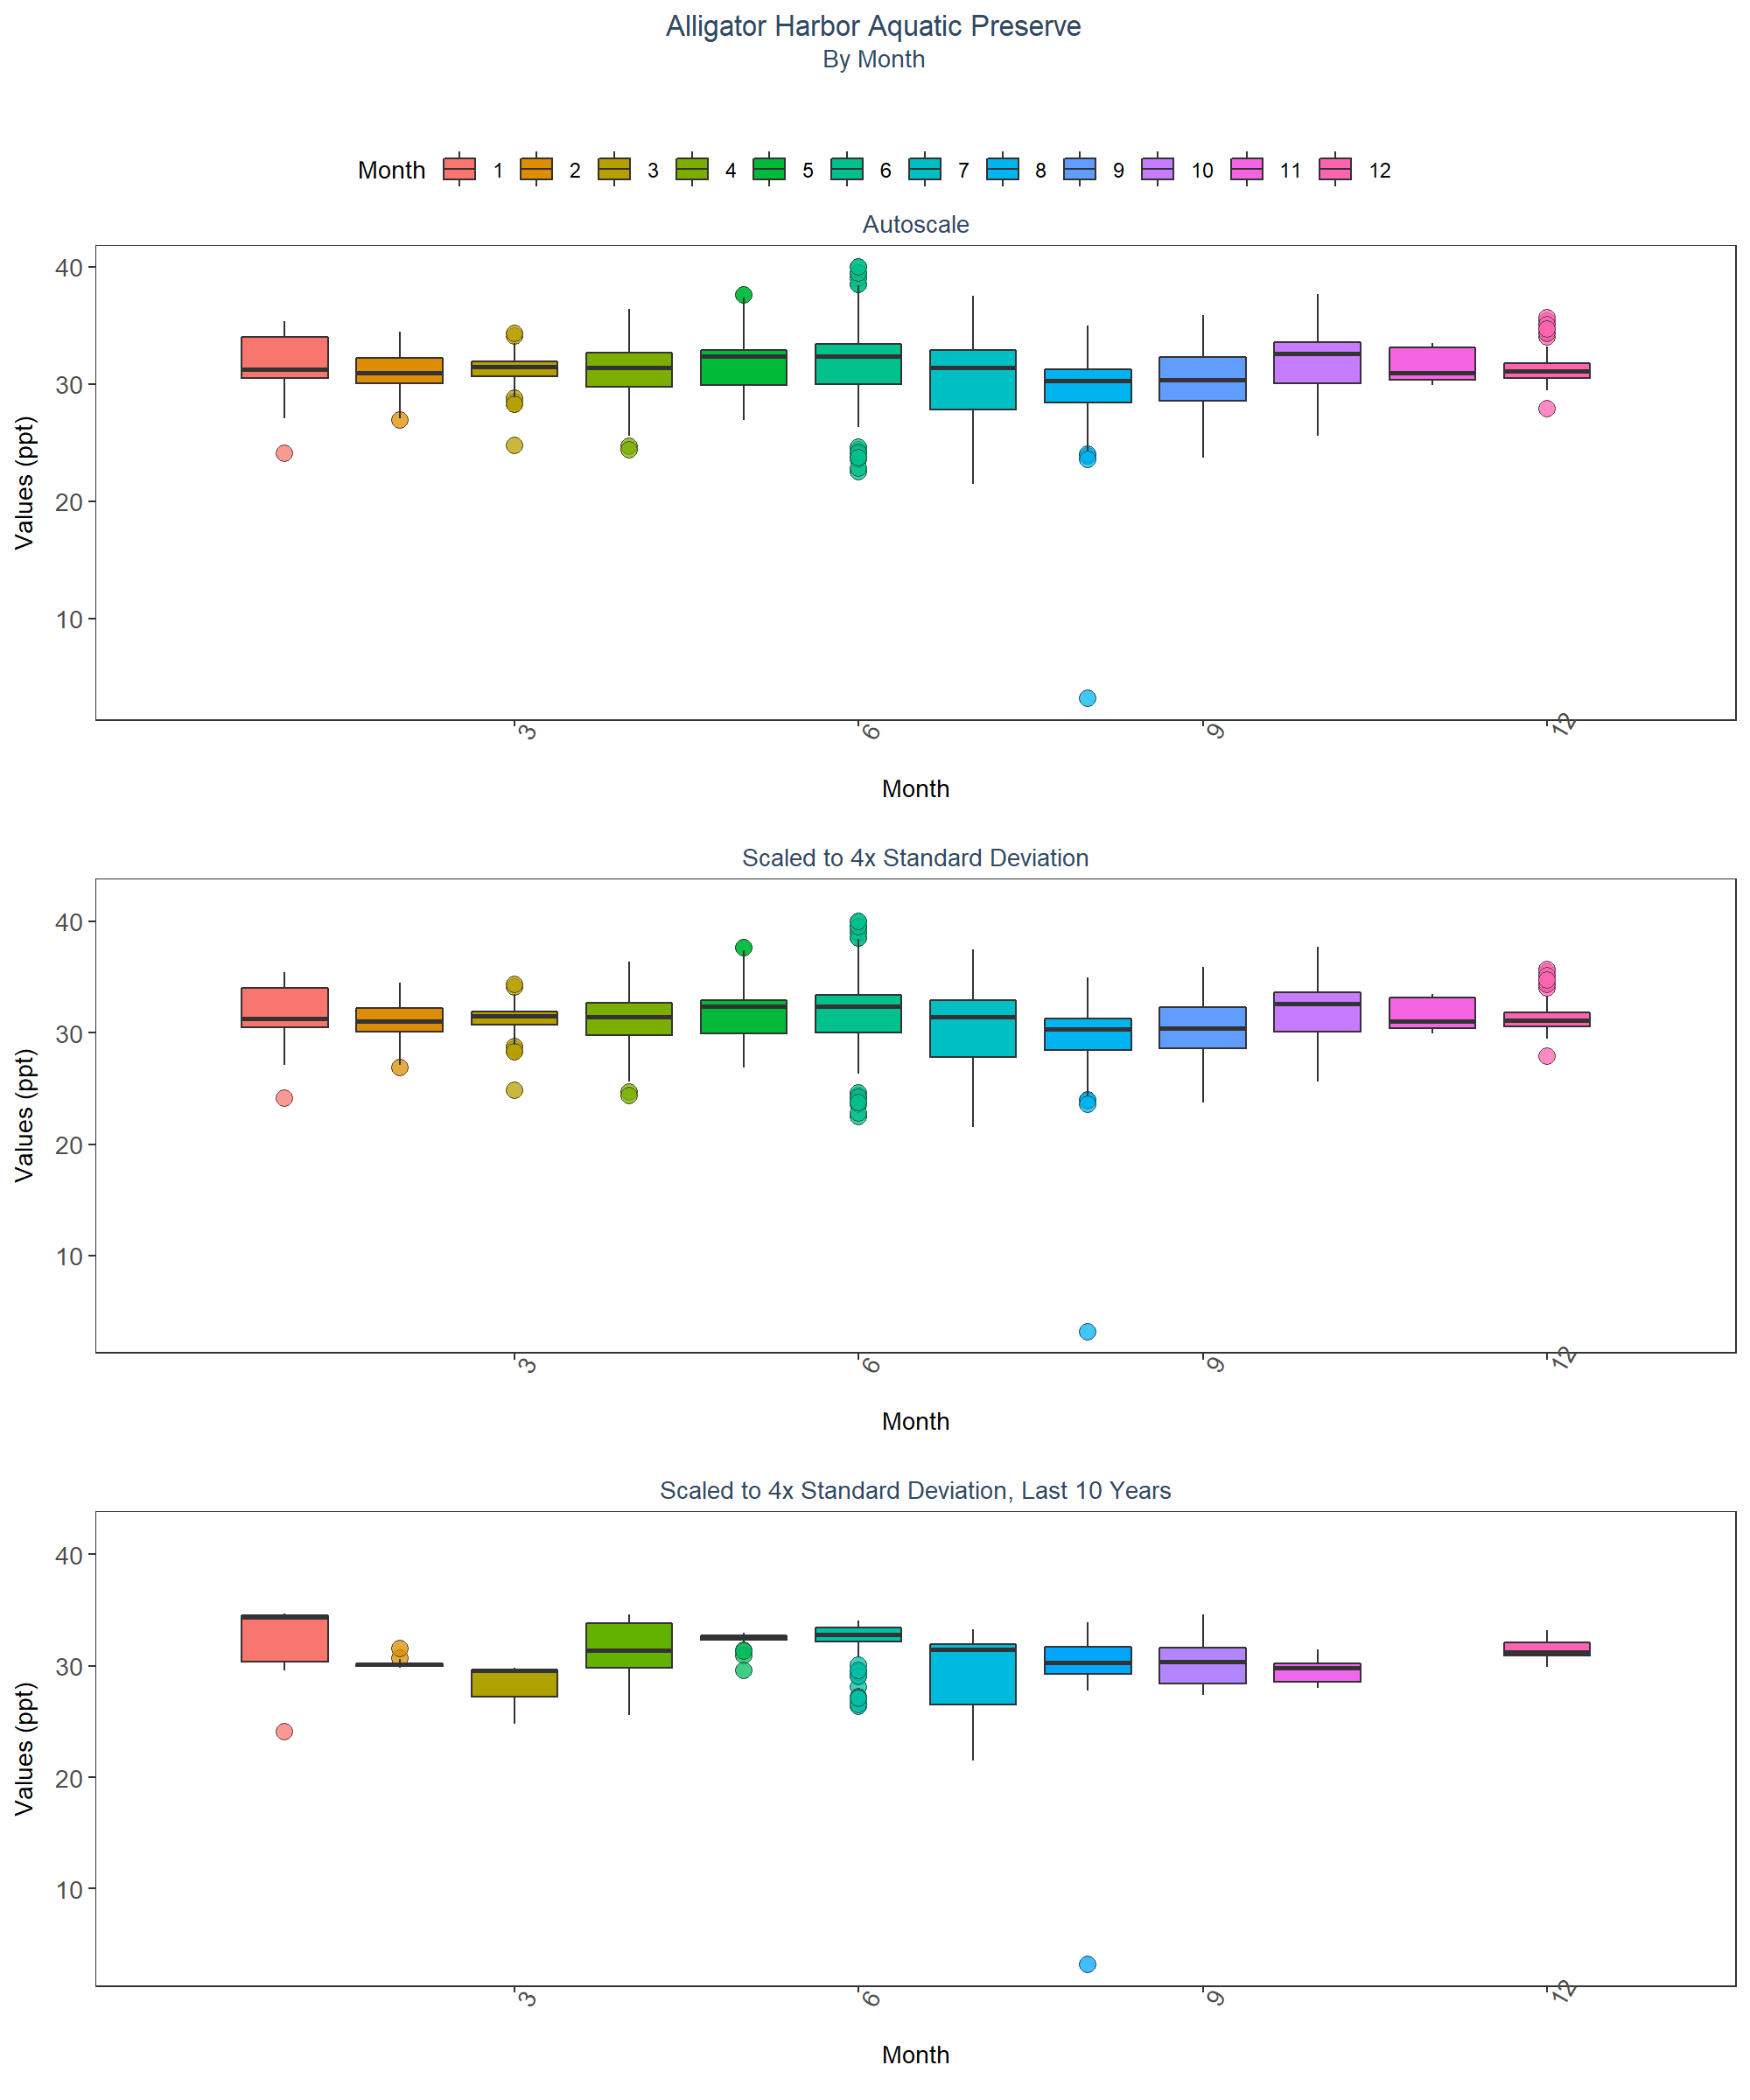 Alligator Harbor Aquatic Preserve
By Month
Month 1 2 3 4 5 6 7 8 9 10 11 12
Autoscale
40
30
20
10
Values (ppt)
3 6 9 12
Month
Scaled to 4x Standard Deviation
40
30
20
10
Values (ppt)
3 6 9 12
Month
Scaled to 4x Standard Deviation, Last 10 Years
40
30
20
10
Values (ppt)
3 6 9 12
Month